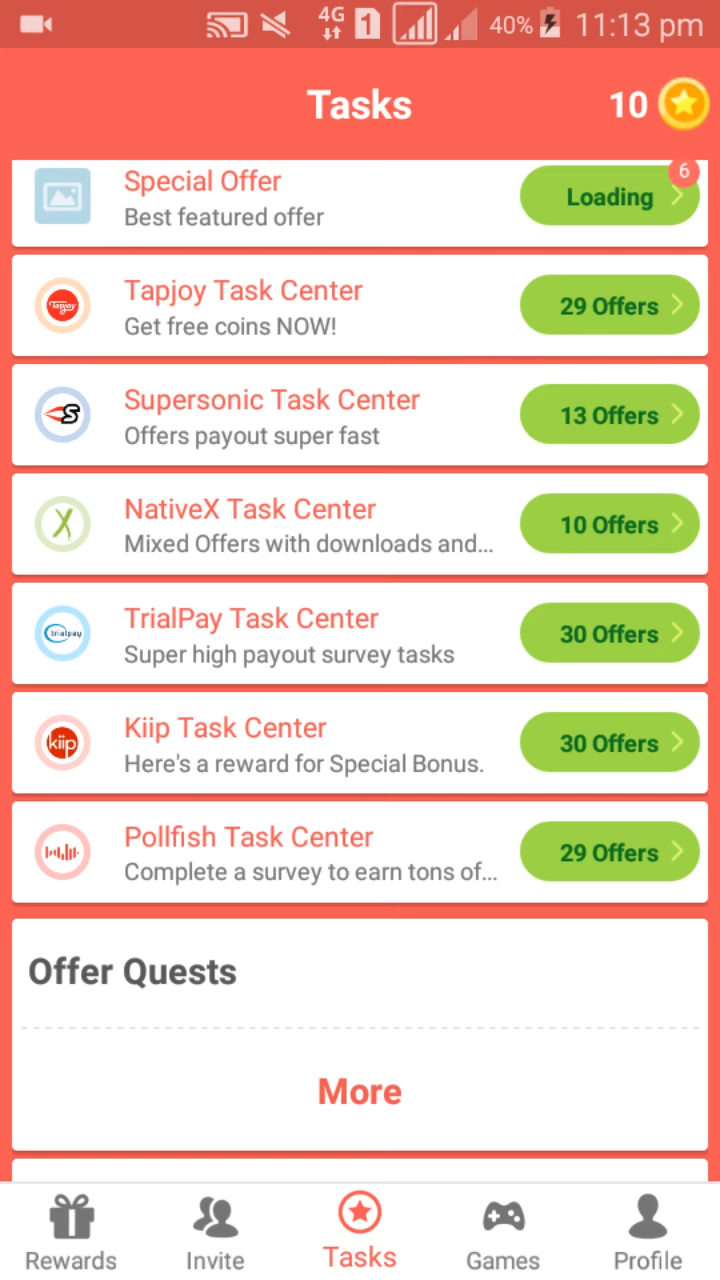 4G 1 40% 11:13 pm
Tasks 10
Special Offer
Best featured offer
Loading
6
Tapjoy
Tapjoy Task Center
Get free coins NOW!
29 Offers
S
Supersonic Task Center
Offers payout super fast
13 Offers
X
NativeX Task Center
Mixed Offers with downloads and...
10 Offers
trialpay
TrialPay Task Center
Super high payout survey tasks
30 Offers
kiip
Kiip Task Center
Here's a reward for Special Bonus.
30 Offers
Pollfish Task Center
Complete a survey to earn tons of...
29 Offers
Offer Quests
More
Rewards Invite Tasks Games Profile